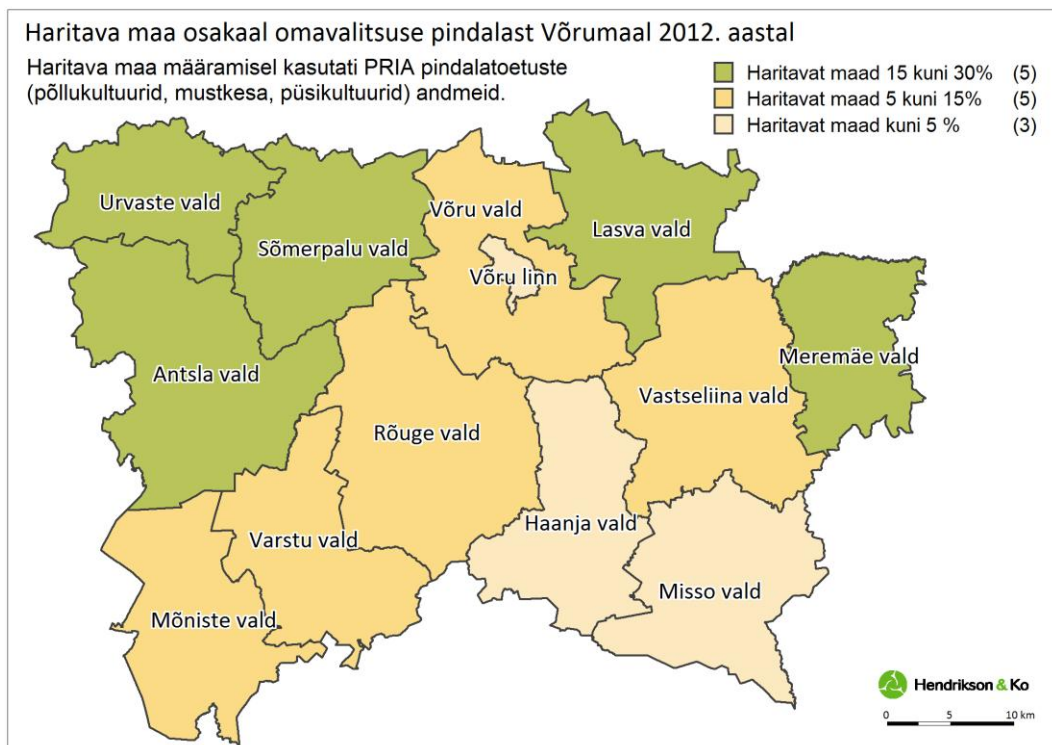 Haritava maa osakaal omavalitsuse pindalast Võrumaal 2012. aastal
Haritava maa määramisel kasutati PRIA pindalatoetuste
(põllukultuurid, mustkesa, püsikultuurid) andmeid.
Haritavat maad 15 kuni 30% (5)
Haritavat maad 5 kuni 15% (5)
Haritavat maad kuni 5 % (3)
Urvaste vald
Võru vald
Sõmerpalu vald
Lasva vald
Võru linn
Antsla vald
Meremäe vald
Vastseliina vald
Rõuge vald
Haanja vald
Varstu vald
Misso vald
Mõniste vald
Hendrikson & Ko
0 5 10 km